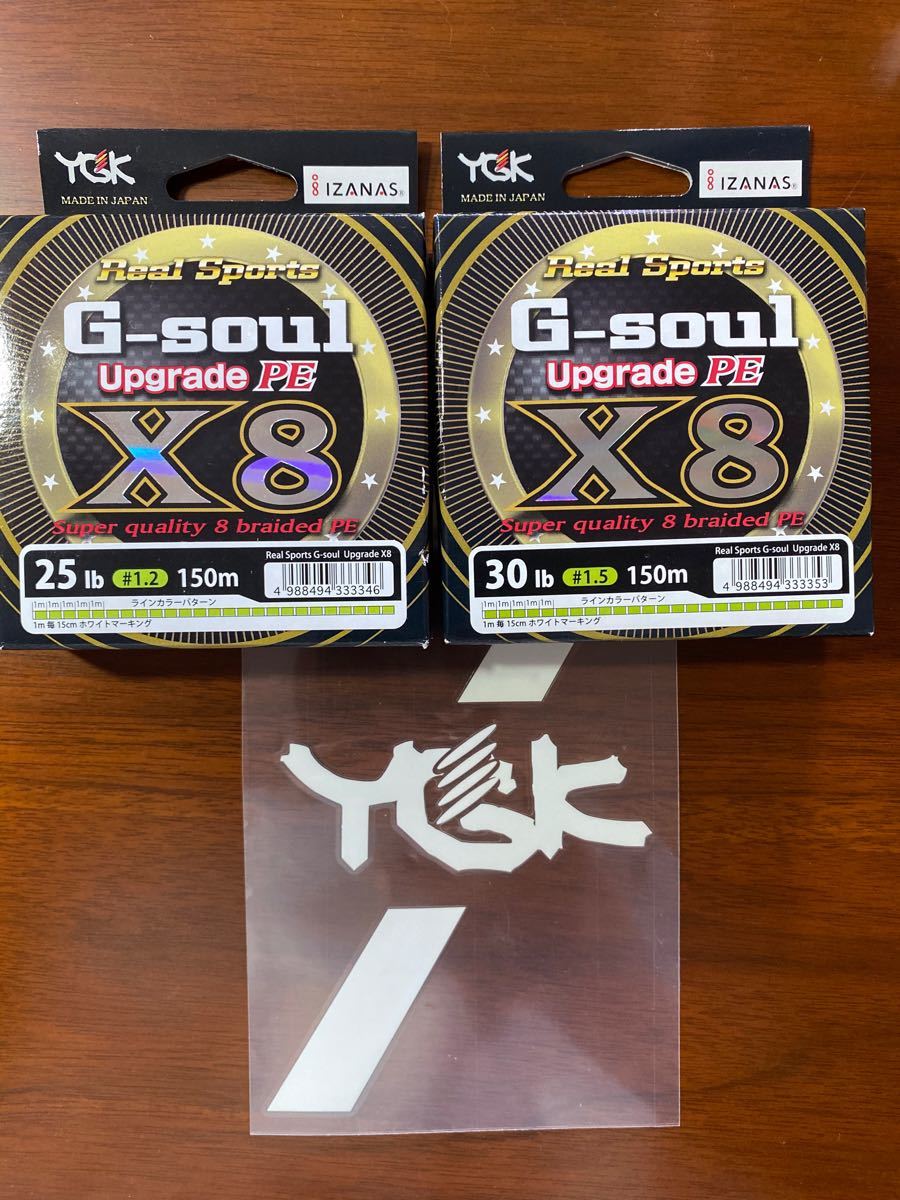 YGK
MADE IN JAPAN
IZANAS®
Real Sports
G-soul
Upgrade PE
X8
Super quality 8 braided PE
25 lb #1.2 150m
Real Sports G-soul Upgrade X8
4 988494 333346
1m 1m 1m 1m 1m
ラインカラーパターン
1m 毎 15cm ホワイトマーキング
YGK
MADE IN JAPAN
IZANAS®
Real Sports
G-soul
Upgrade PE
X8
Super quality 8 braided PE
30 lb #1.5 150m
Real Sports G-soul Upgrade X8
4 988494 333353
1m 1m 1m 1m 1m
ラインカラーパターン
1m 毎 15cm ホワイトマーキング
YGK